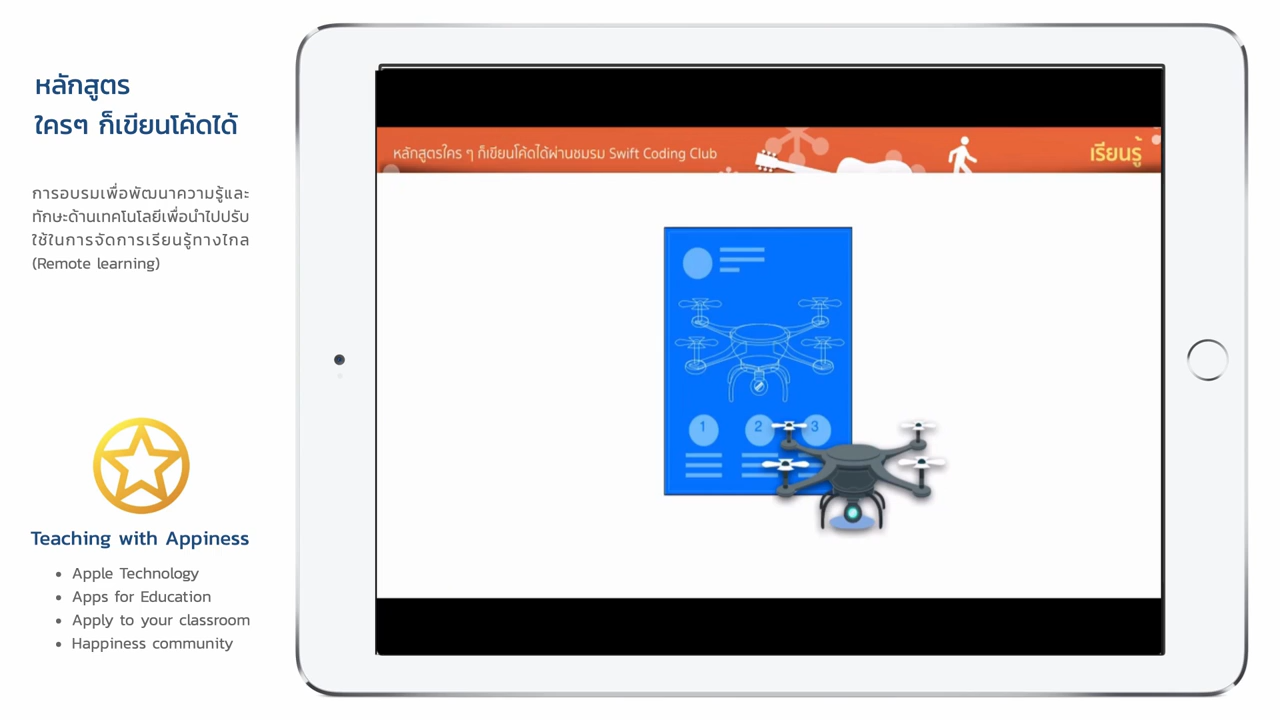 หลักสูตร
ใครๆ ก็เขียนโค้ดได้
การอบรมเพื่อพัฒนาความรู้และ
ทักษะด้านเทคโนโลยีเพื่อนำไปปรับ
ใช้ในการจัดการเรียนรู้ทางไกล
(Remote learning)
Teaching with Appiness
• Apple Technology
• Apps for Education
• Apply to your classroom
• Happiness community
หลักสูตรใคร ๆ ก็เขียนโค้ดได้ผ่านชมรม Swift Coding Club
เรียนรู้
1 2 3